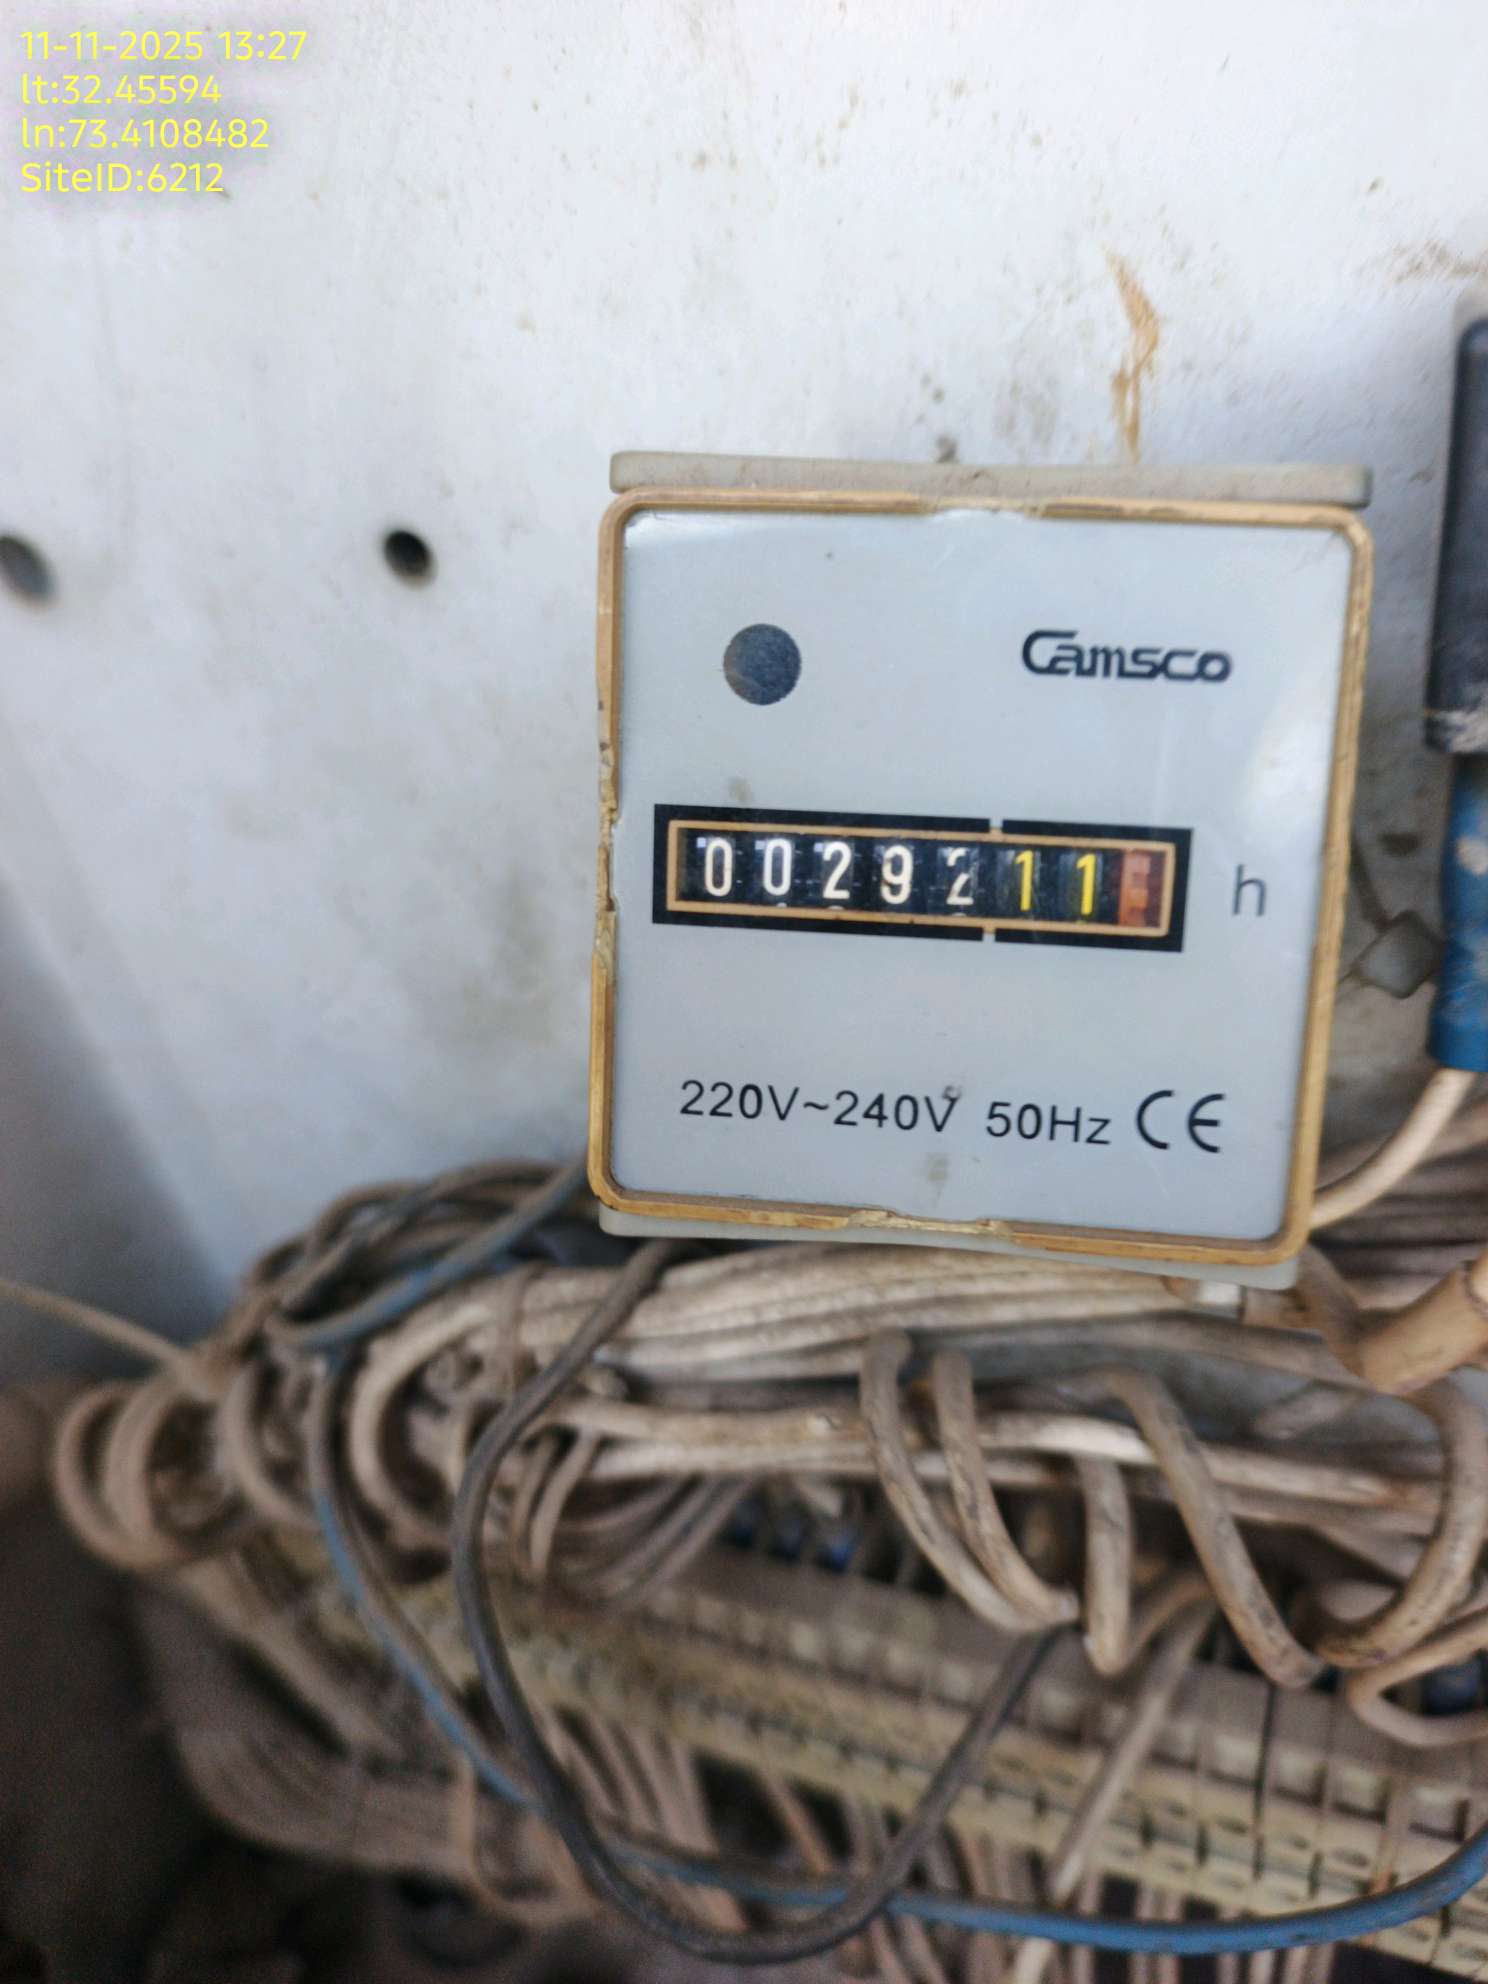 11-11-2025 13:27
lt:32.45594
ln:73.4108482
SiteID:6212
Camsco
0029211 h
220V~240V 50Hz CE